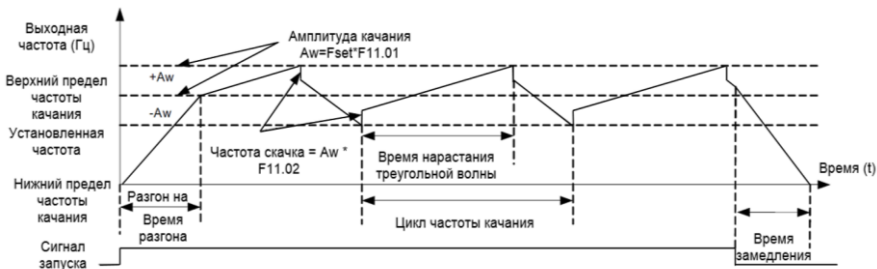 Выходная
частота (Гц)
Амплитуда качания
Aw=Fset*F11.01
+Aw
Верхний предел
частоты
качания
-Aw
Установленная
частота
Частота скачка = Aw *
F11.02
Время нарастания
треугольной волны
Время (t)
Нижний предел
частоты
качания
Разгон на
Время
разгона
Цикл частоты качания
Время
замедления
Сигнал
запуска